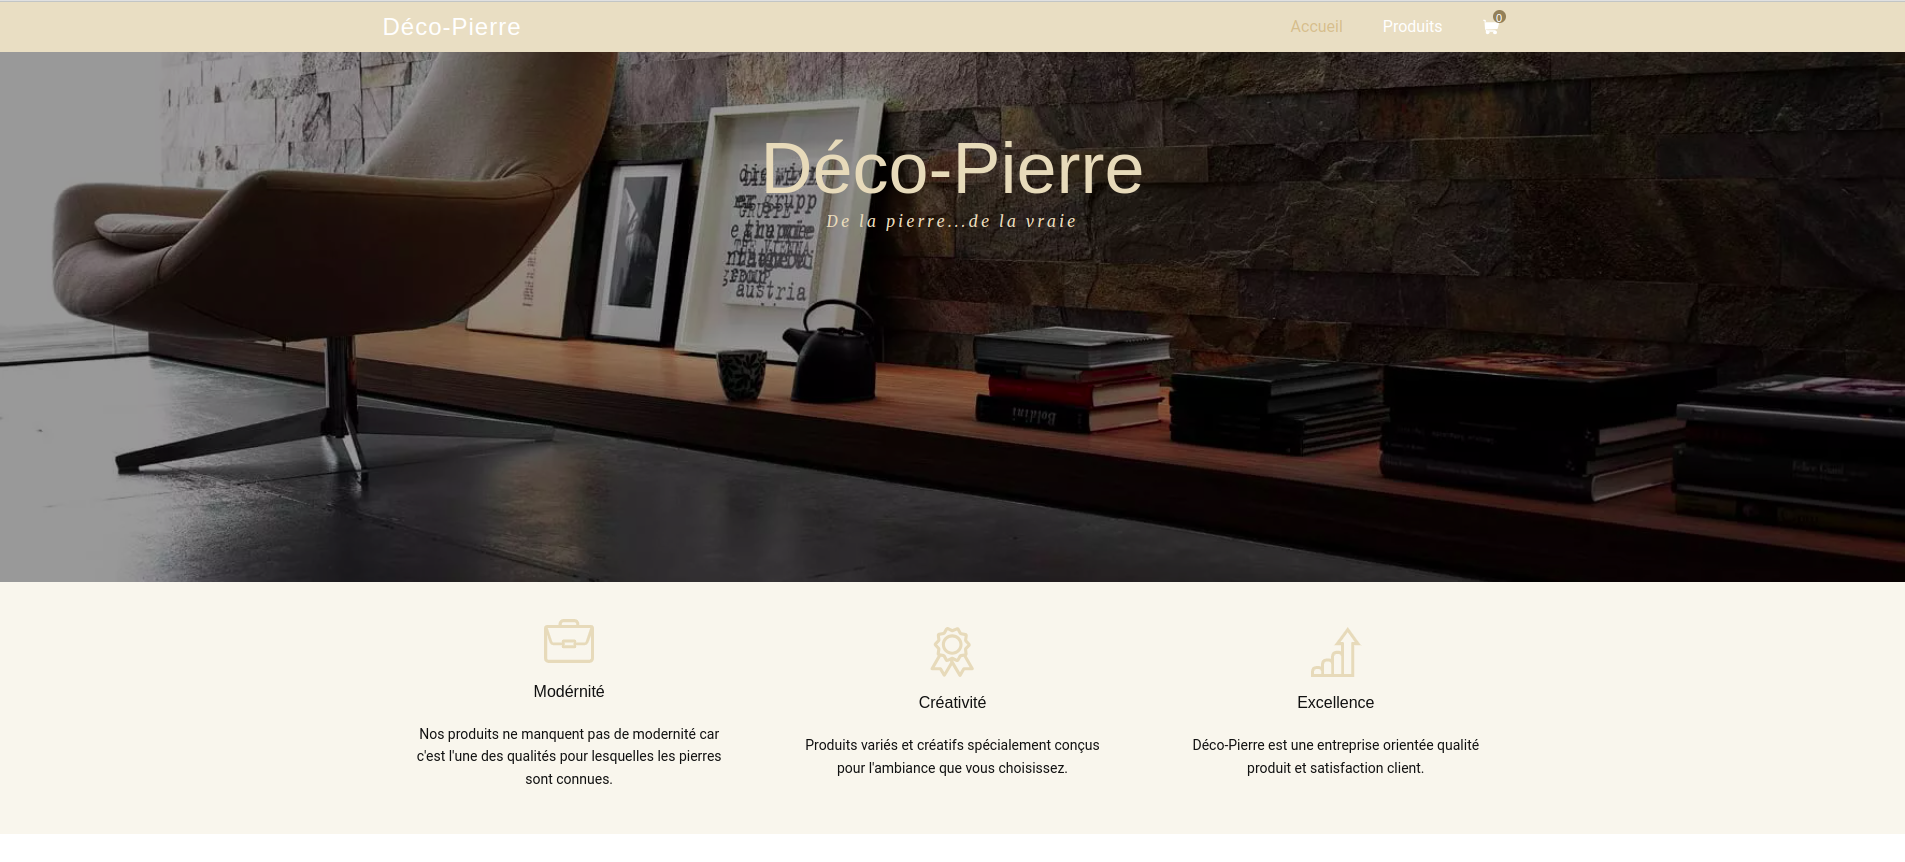 Déco-Pierre
Accueil
Produits
0
Déco-Pierre
De la pierre...de la vraie
austria
Boldini
Modérnité
Nos produits ne manquent pas de modernité car
c'est l'une des qualités pour lesquelles les pierres
sont connues.
Créativité
Produits variés et créatifs spécialement conçus
pour l'ambiance que vous choisissez.
Excellence
Déco-Pierre est une entreprise orientée qualité
produit et satisfaction client.